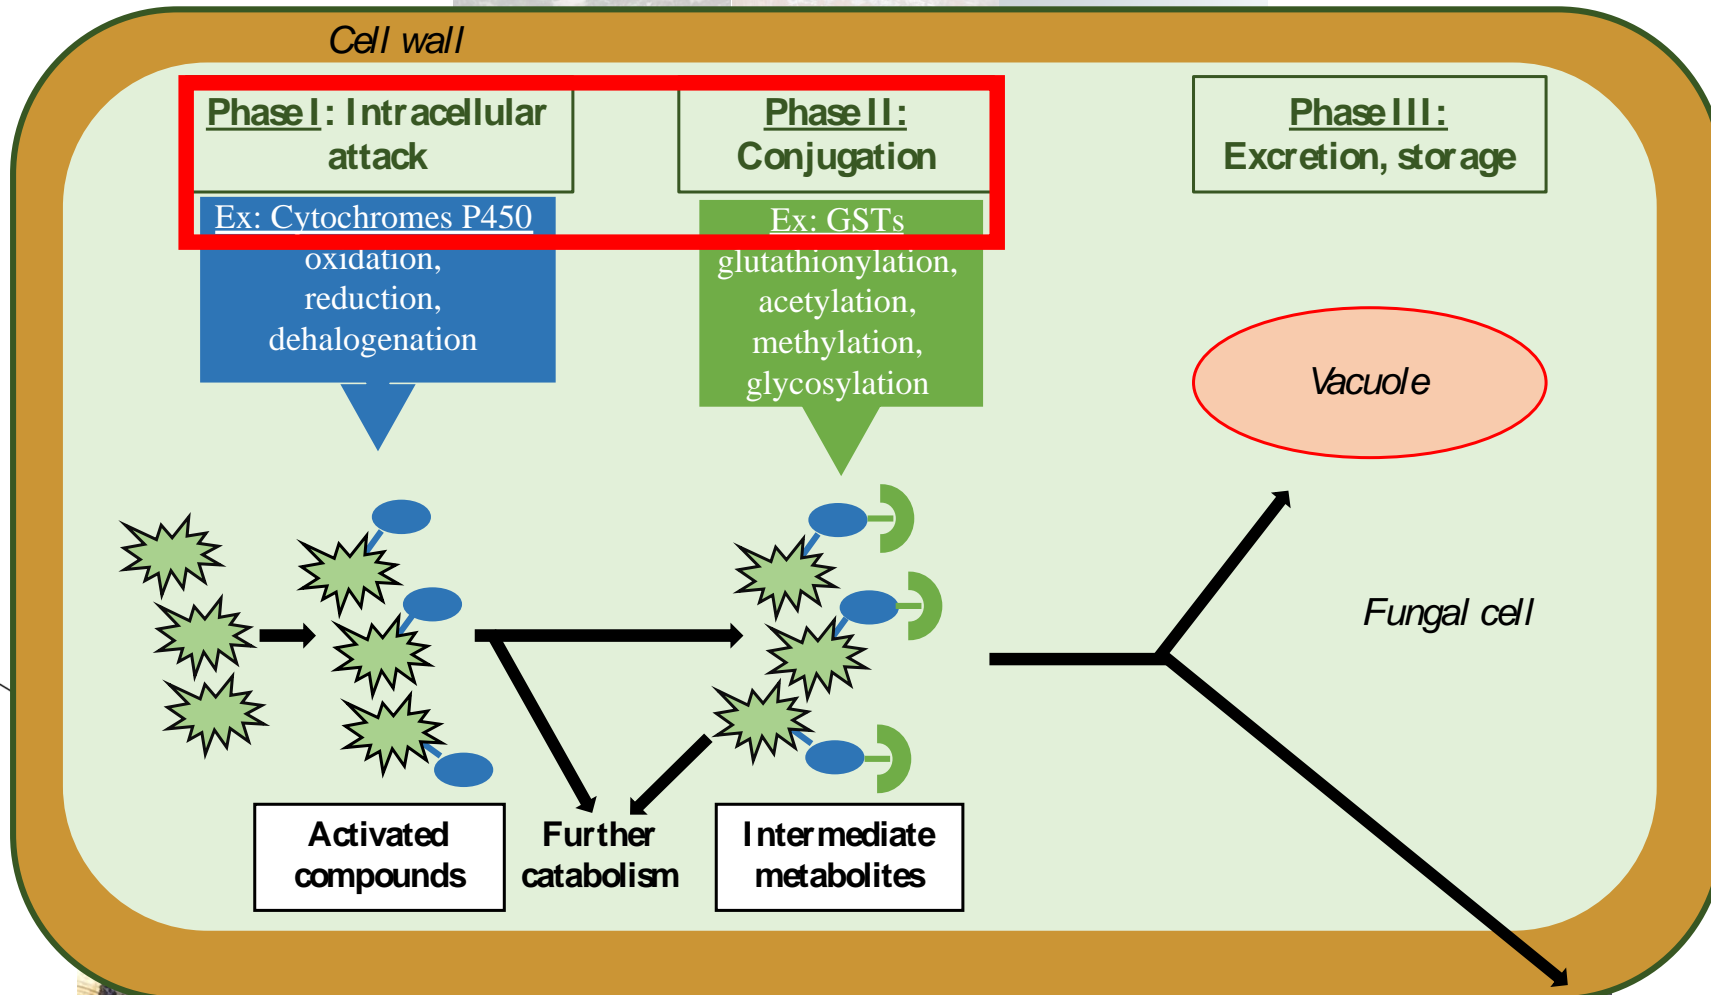 Cell wall
Phase I: Intracellular
attack
Ex: Cytochromes P450
oxidation,
reduction,
dehalogenation
Phase II:
Conjugation
Ex: GSTs
glutathionylation,
acetylation,
methylation,
glycosylation
Phase III:
Excretion, storage
Vacuole
Fungal cell
Activated
compounds
Further
catabolism
Intermediate
metabolites